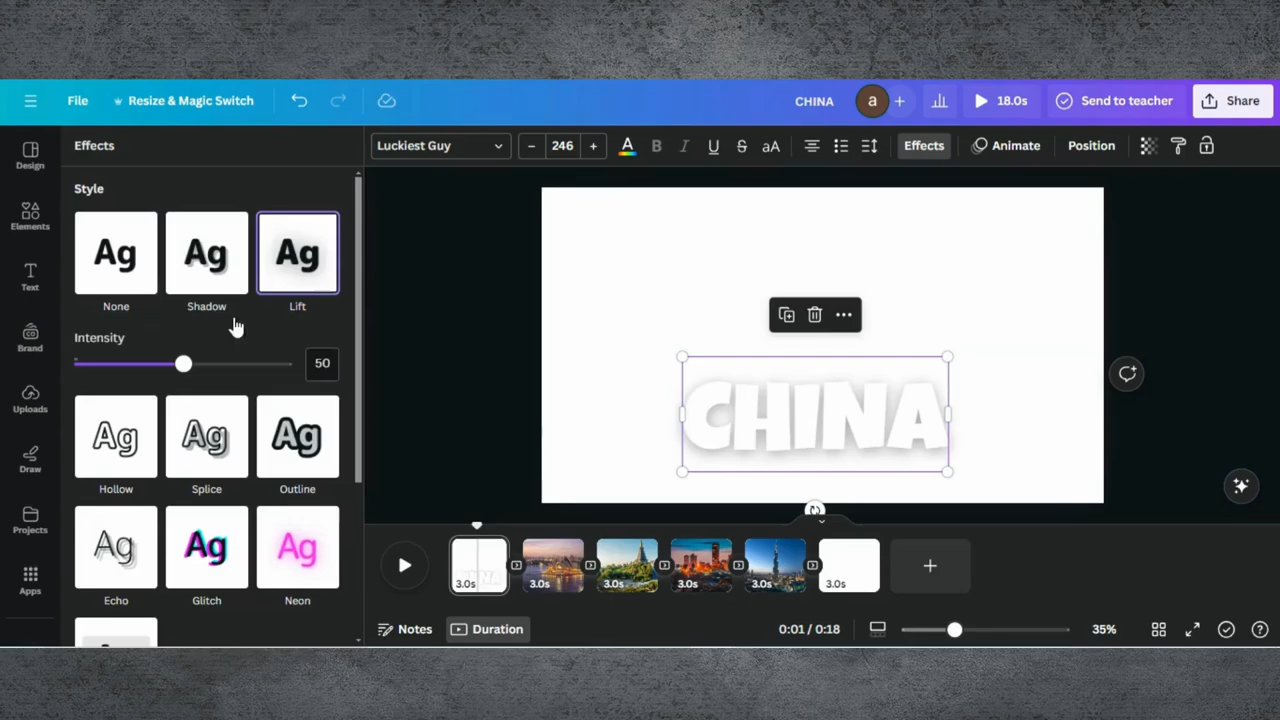 File
Resize & Magic Switch
CHINA
a
18.0s
Send to teacher
Share
Design
Elements
Text
Brand
Uploads
Draw
Projects
Apps
Effects
Style
Ag
Ag
Ag
None
Shadow
Lift
Intensity
50
Ag
Ag
Ag
Hollow
Splice
Outline
Ag
Ag
Ag
Echo
Glitch
Neon
Luckiest Guy
– 246 +
A
B
I
U
S
aA
Effects
Animate
Position
CHINA
3.0s
3.0s
3.0s
3.0s
3.0s
3.0s
Notes
Duration
0:01 / 0:18
35%